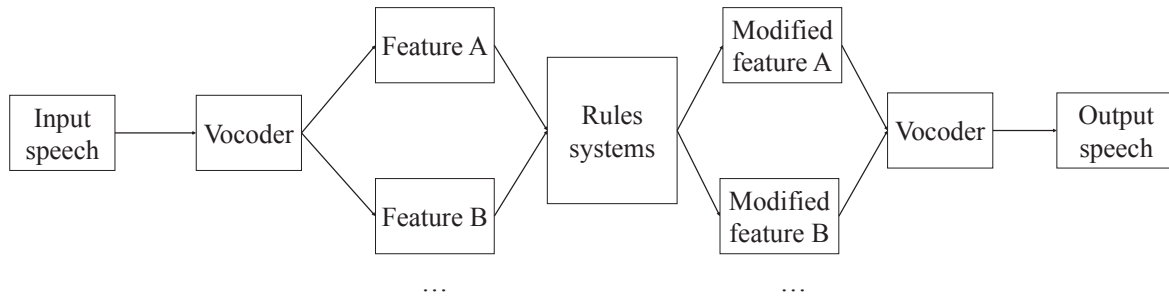 Input
speech
Vocoder
Feature A
Feature B
…
Rules
systems
Modified
feature A
Modified
feature B
…
Vocoder
Output
speech